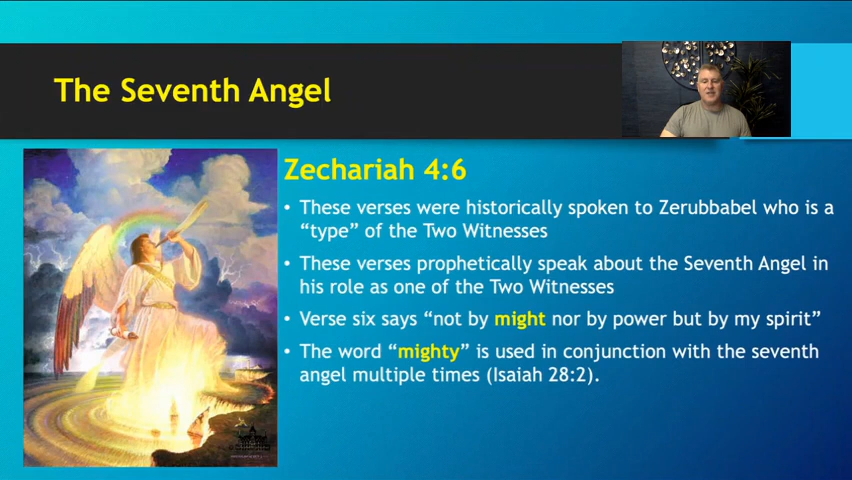 The Seventh Angel
Zechariah 4:6
• These verses were historically spoken to Zerubbabel who is a
“type” of the Two Witnesses
• These verses prophetically speak about the Seventh Angel in
his role as one of the Two Witnesses
• Verse six says “not by might nor by power but by my spirit”
• The word “mighty” is used in conjunction with the seventh
angel multiple times (Isaiah 28:2).